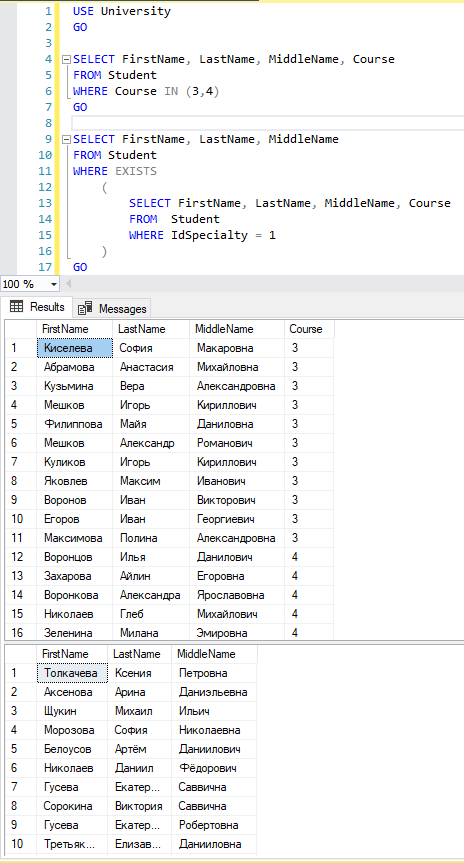 1 USE University
2 GO
3
4 SELECT FirstName, LastName, MiddleName, Course
5 FROM Student
6 WHERE Course IN (3,4)
7 GO
8
9 SELECT FirstName, LastName, MiddleName
10 FROM Student
11 WHERE EXISTS
12 (
13 SELECT FirstName, LastName, MiddleName, Course
14 FROM Student
15 WHERE IdSpecialty = 1
16 )
17 GO
100 %
Results Messages
FirstName LastName MiddleName Course
1 Киселева София Макаровна 3
2 Абрамова Анастасия Михайловна 3
3 Кузьмина Вера Александровна 3
4 Мешков Игорь Кириллович 3
5 Филиппова Майя Даниловна 3
6 Мешков Александр Романович 3
7 Куликов Игорь Кириллович 3
8 Яковлев Максим Иванович 3
9 Воронов Иван Викторович 3
10 Егоров Иван Георгиевич 3
11 Максимова Полина Александровна 3
12 Воронцов Илья Данилович 4
13 Захарова Айлин Егоровна 4
14 Воронкова Александра Ярославовна 4
15 Николаев Глеб Михайлович 4
16 Зеленина Милана Эмировна 4
FirstName LastName MiddleName
1 Толкачева Ксения Петровна
2 Аксенова Арина Даниэльевна
3 Щукин Михаил Ильич
4 Морозова София Николаевна
5 Белоусов Артём Даниилович
6 Николаев Даниил Фёдорович
7 Гусева Екатер... Саввична
8 Сорокина Виктория Саввична
9 Гусева Екатер... Робертовна
10 Третьяк... Елизав... Данииловна